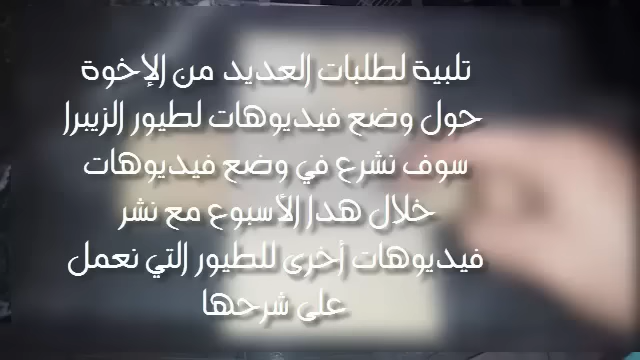 تلبية لطلبات العديد من الإخوة
حول وضع فيديوهات لطيور الزيبرا
سوف نشرع في وضع فيديوهات
خلال هدا الأسبوع مع نشر
فيديوهات أخرى للطيور التي نعمل
على شرحها